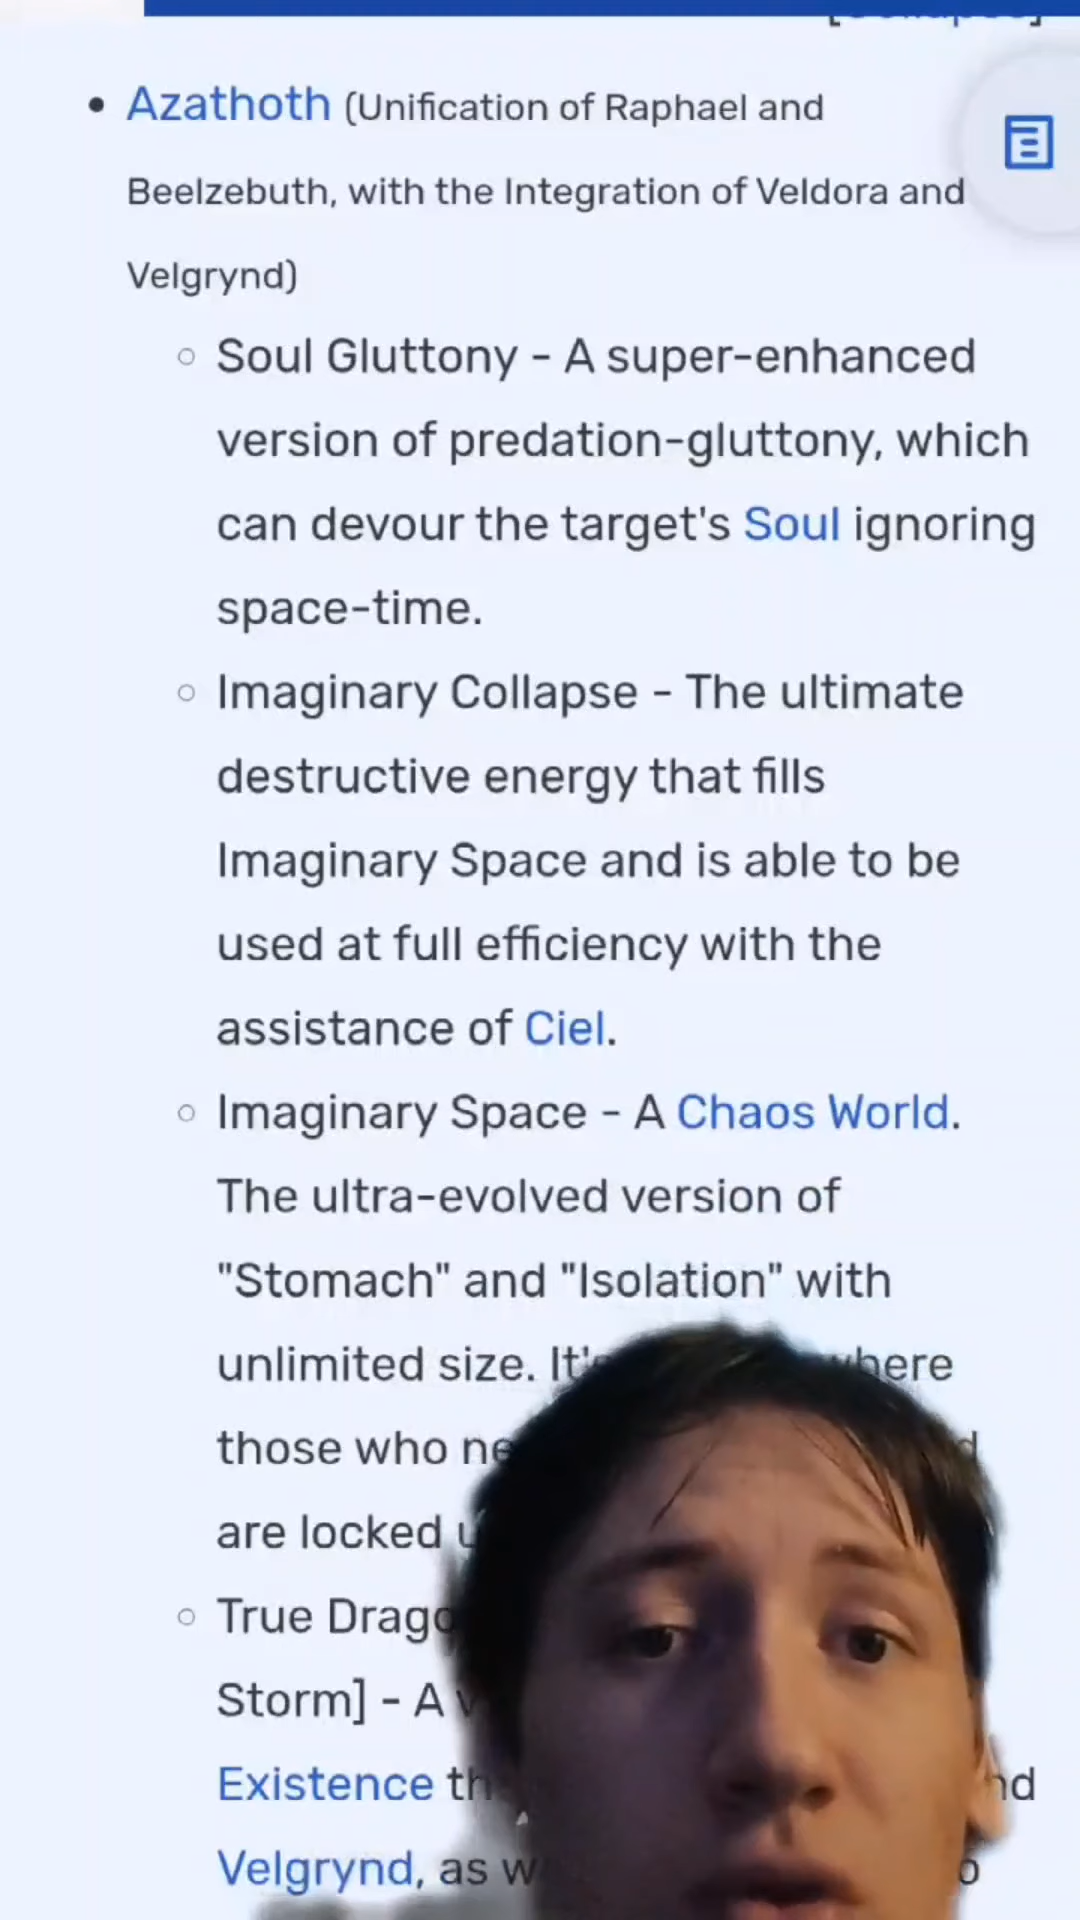 Azathoth (Unification of Raphael and
Beelzebuth, with the Integration of Veldora and
Velgrynd)
Soul Gluttony - A super-enhanced
version of predation-gluttony, which
can devour the target's Soul ignoring
space-time.
Imaginary Collapse - The ultimate
destructive energy that fills
Imaginary Space and is able to be
used at full efficiency with the
assistance of Ciel.
Imaginary Space - A Chaos World.
The ultra-evolved version of
"Stomach" and "Isolation" with
unlimited size.
those who
are locked
True
Storm] - A
Existence
Velgrynd, as